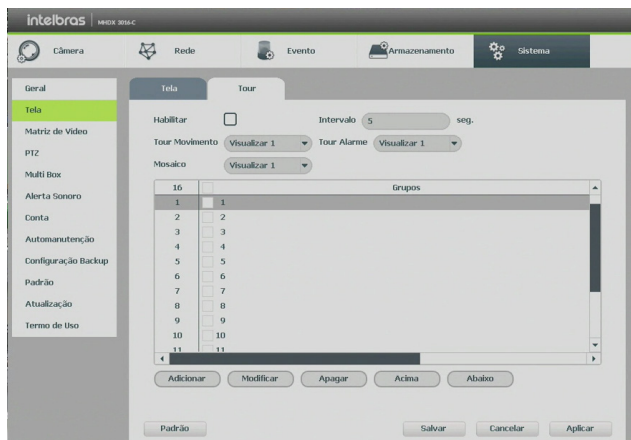 intelbras | MHDX 3016-C
Câmera Rede Evento Armazenamento Sistema
Geral
Tela
Matriz de Vídeo
PTZ
Multi Box
Alerta Sonoro
Conta
Automanutenção
Configuração Backup
Padrão
Atualização
Termo de Uso
Tela Tour
Habilitar Intervalo 5 seg.
Tour Movimento Visualizar 1 Tour Alarme Visualizar 1
Mosaico Visualizar 1
16 Grupos
1 1
2 2
3 3
4 4
5 5
6 6
7 7
8 8
9 9
10 10
11 11
Adicionar Modificar Apagar Acima Abaixo
Padrão Salvar Cancelar Aplicar